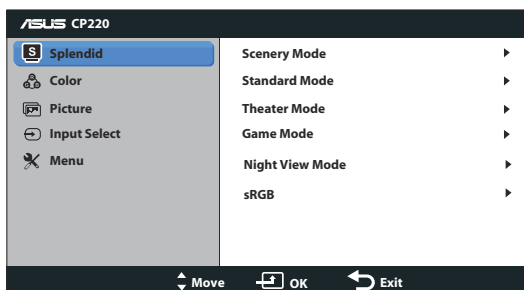 ASUS CP220
S Splendid
Color
Picture
Input Select
Menu
Scenery Mode
Standard Mode
Theater Mode
Game Mode
Night View Mode
sRGB
Move OK Exit